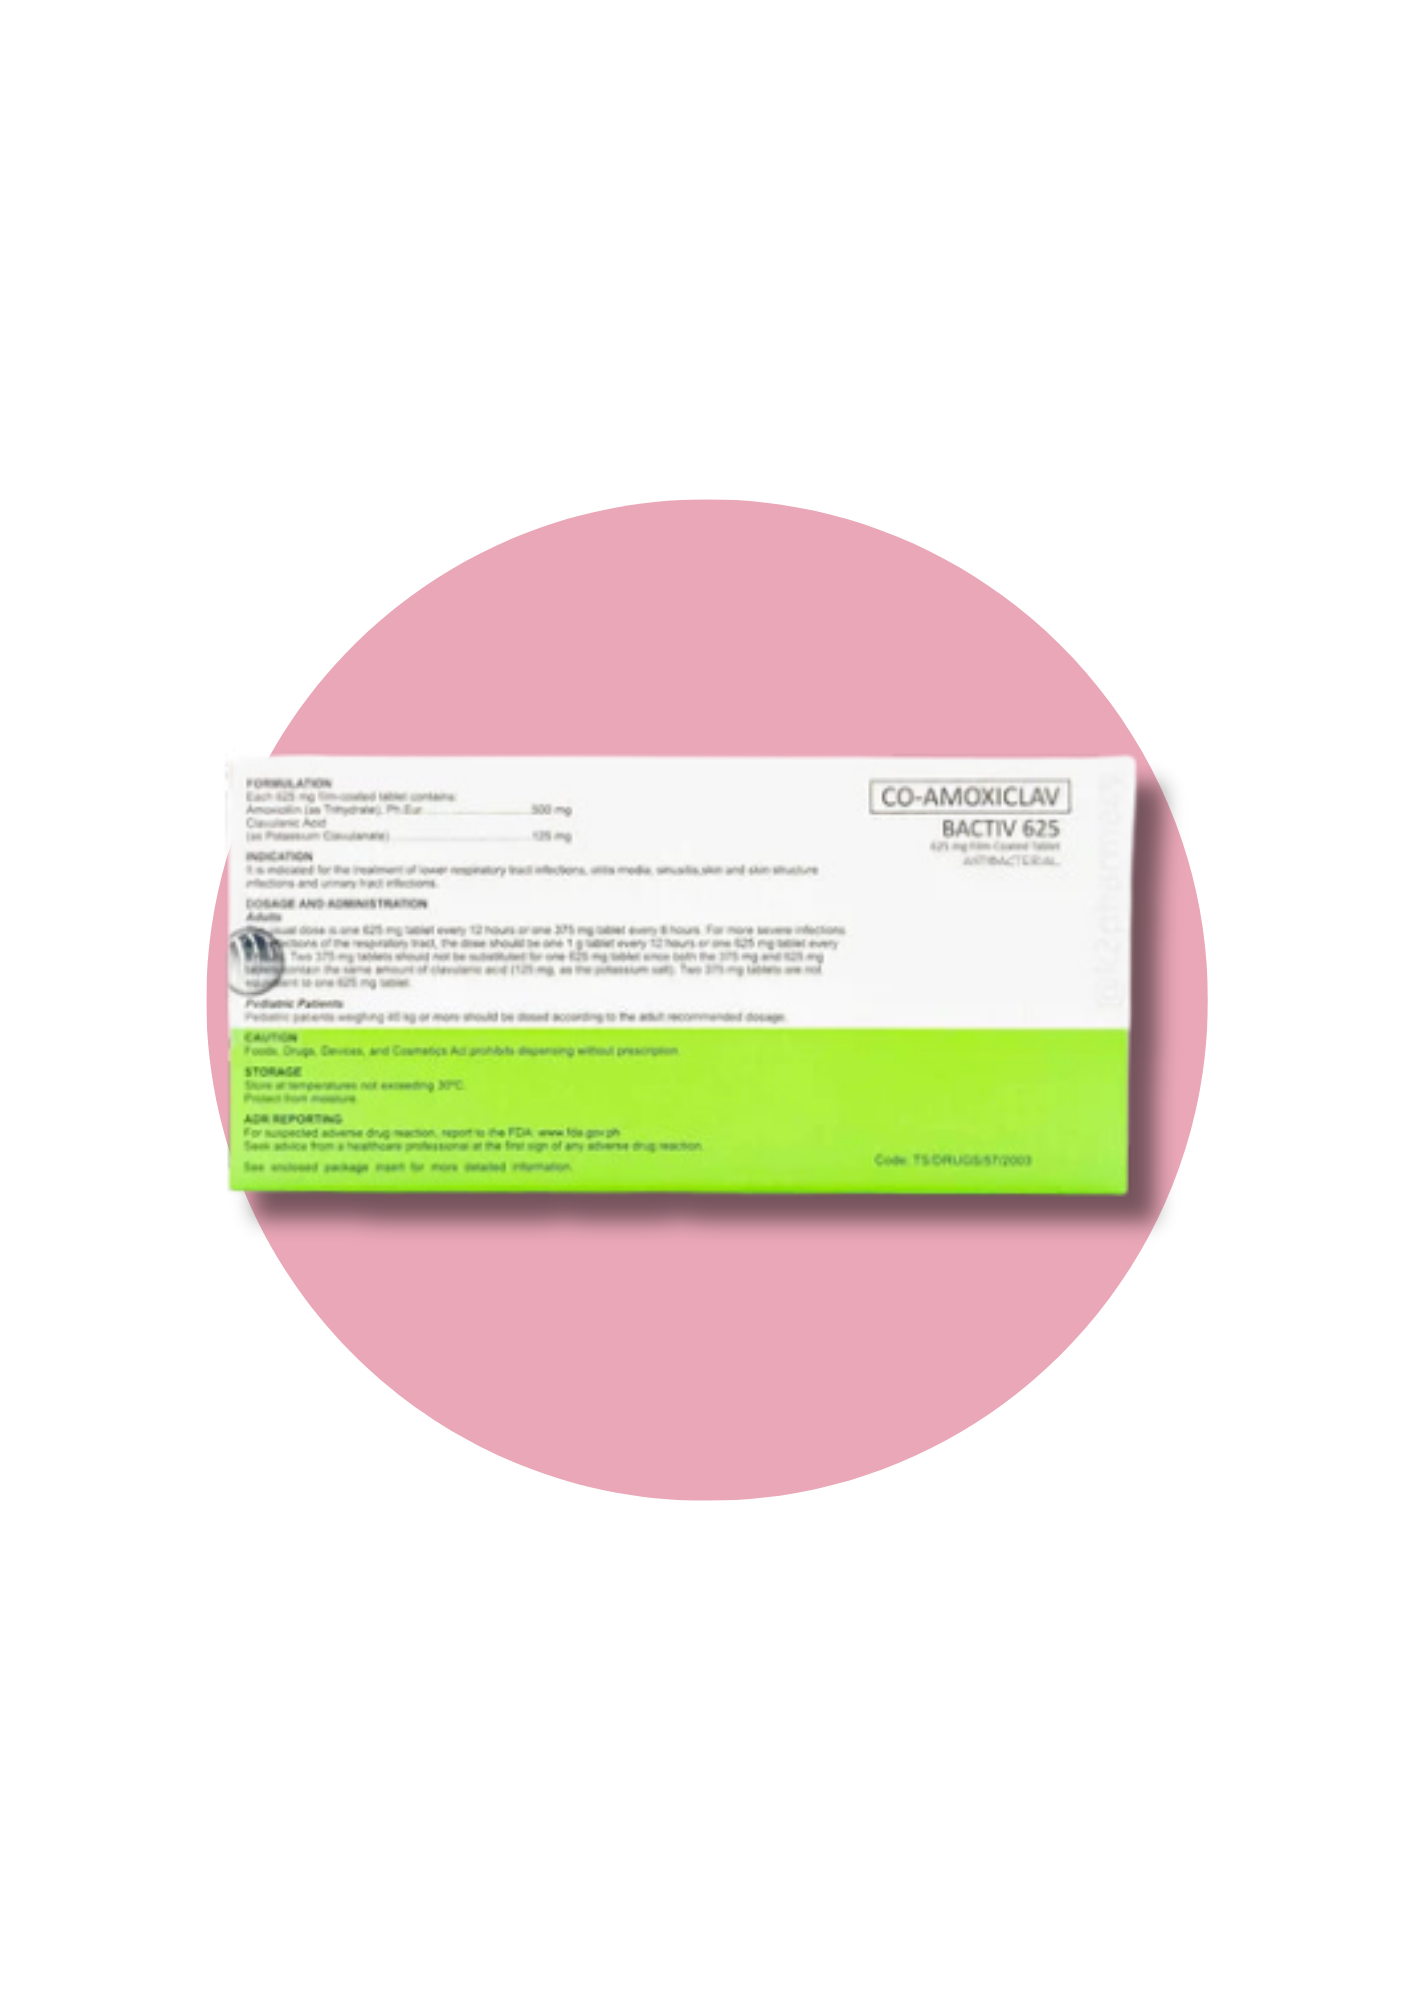 FORMULATION
Each 625 mg film-coated tablet contains:
Amoxicillin (as Trihydrate), Ph.Eur. 500 mg
Clavulanic Acid
(as Potassium Clavulanate) 125 mg
INDICATION
It is indicated for the treatment of lower respiratory tract infections, otitis media, sinusitis,skin and skin structure
infections and urinary tract infections.
DOSAGE AND ADMINISTRATION
Adults
usual dose is one 625 mg tablet every 12 hours or one 375 mg tablet every 8 hours. For more severe infections
infections of the respiratory tract, the dose should be one 1 g tablet every 12 hours or one 625 mg tablet every
Two 375 mg tablets should not be substituted for one 625 mg tablet since both the 375 mg and 625 mg
tablets contain the same amount of clavulanic acid (125 mg, as the potassium salt). Two 375 mg tablets are not
equivalent to one 625 mg tablet.
Pediatric Patients
Pediatric patients weighing 40 kg or more should be dosed according to the adult recommended dosage.
CAUTION
Foods, Drugs, Devices, and Cosmetics Act prohibits dispensing without prescription.
STORAGE
Store at temperatures not exceeding 30°C.
Protect from moisture.
ADR REPORTING
For suspected adverse drug reaction, report to the FDA: www.fda.gov.ph
Seek advice from a healthcare professional at the first sign of any adverse drug reaction.
See enclosed package insert for more detailed information.
CO-AMOXICLAV
BACTIV 625
625 mg Film-Coated Tablet
ANTIBACTERIAL
Code: TS/DRUGS/57/2003